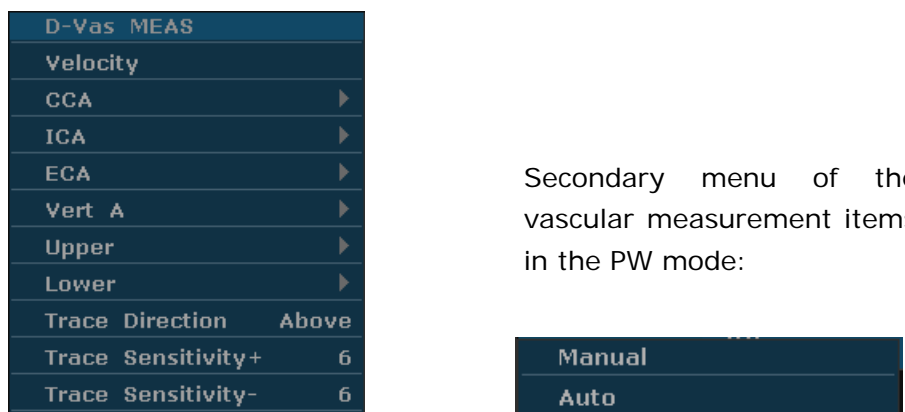 D-Vas MEAS
Velocity
CCA
ICA
ECA
Vert A
Upper
Lower
Trace Direction Above
Trace Sensitivity+ 6
Trace Sensitivity- 6
Secondary menu of the
vascular measurement items
in the PW mode:
Manual
Auto